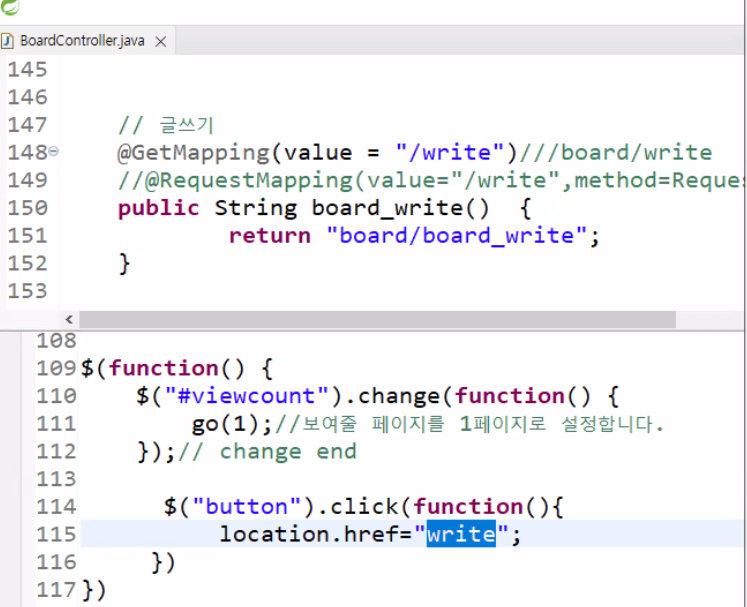 BoardController.java
145
146
147 // 글쓰기
148 @GetMapping(value = "/write")///board/write
149 //@RequestMapping(value="/write",method=Reque
150 public String board_write() {
151 return "board/board_write";
152 }
153
108
109 $(function() {
110 $("#viewcount").change(function() {
111 go(1);//보여줄 페이지를 1페이지로 설정합니다.
112 });// change end
113
114 $("button").click(function(){
115 location.href="write";
116 })
117 })